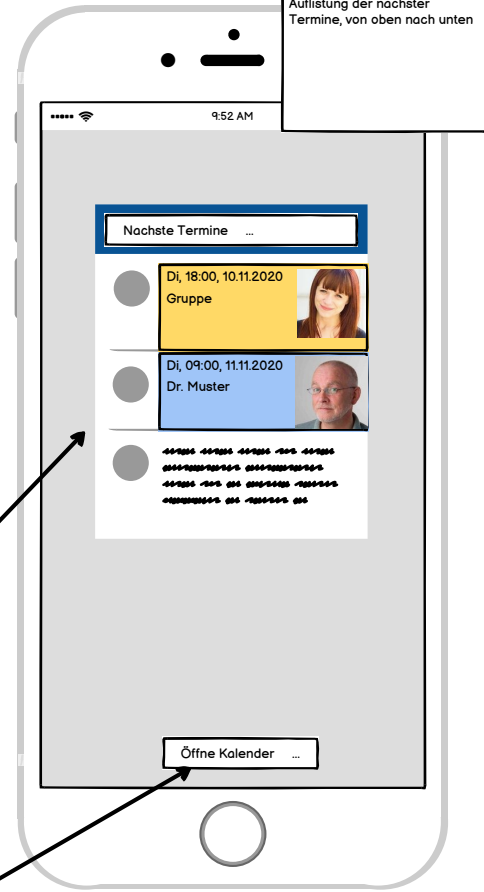 Auflistung der nächster
Termine, von oben nach unten
9:52 AM
Nächste Termine ...
Di, 18:00, 10.11.2020
Gruppe
Di, 09:00, 11.11.2020
Dr. Muster
Öffne Kalender ...